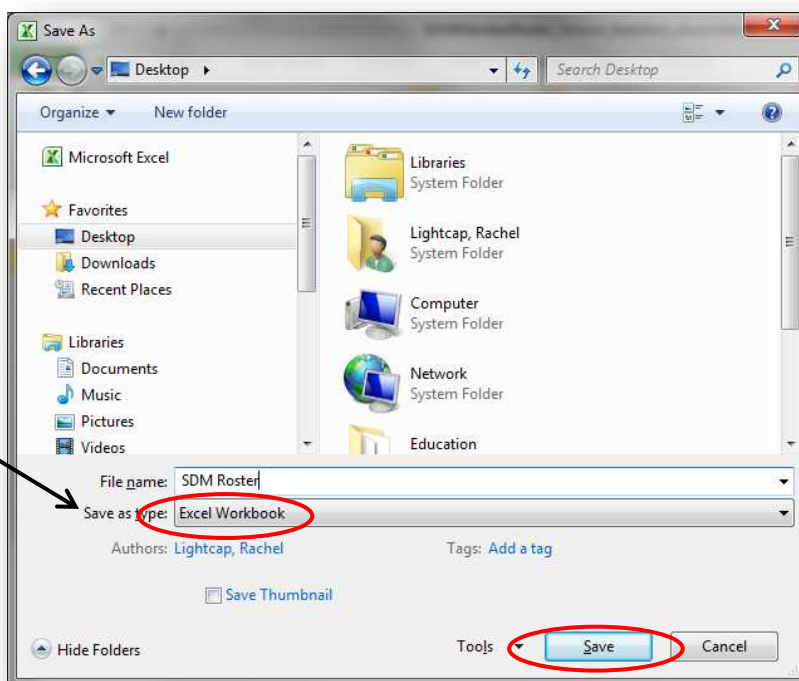 Save As
Desktop
Search Desktop
Organize
New folder
Microsoft Excel
Favorites
Desktop
Downloads
Recent Places
Libraries
Documents
Music
Pictures
Videos
Libraries
System Folder
Lightcap, Rachel
System Folder
Computer
System Folder
Network
System Folder
Education
File name: SDM Roster
Save as type: Excel Workbook
Authors: Lightcap, Rachel
Tags: Add a tag
Save Thumbnail
Hide Folders
Tools
Save
Cancel